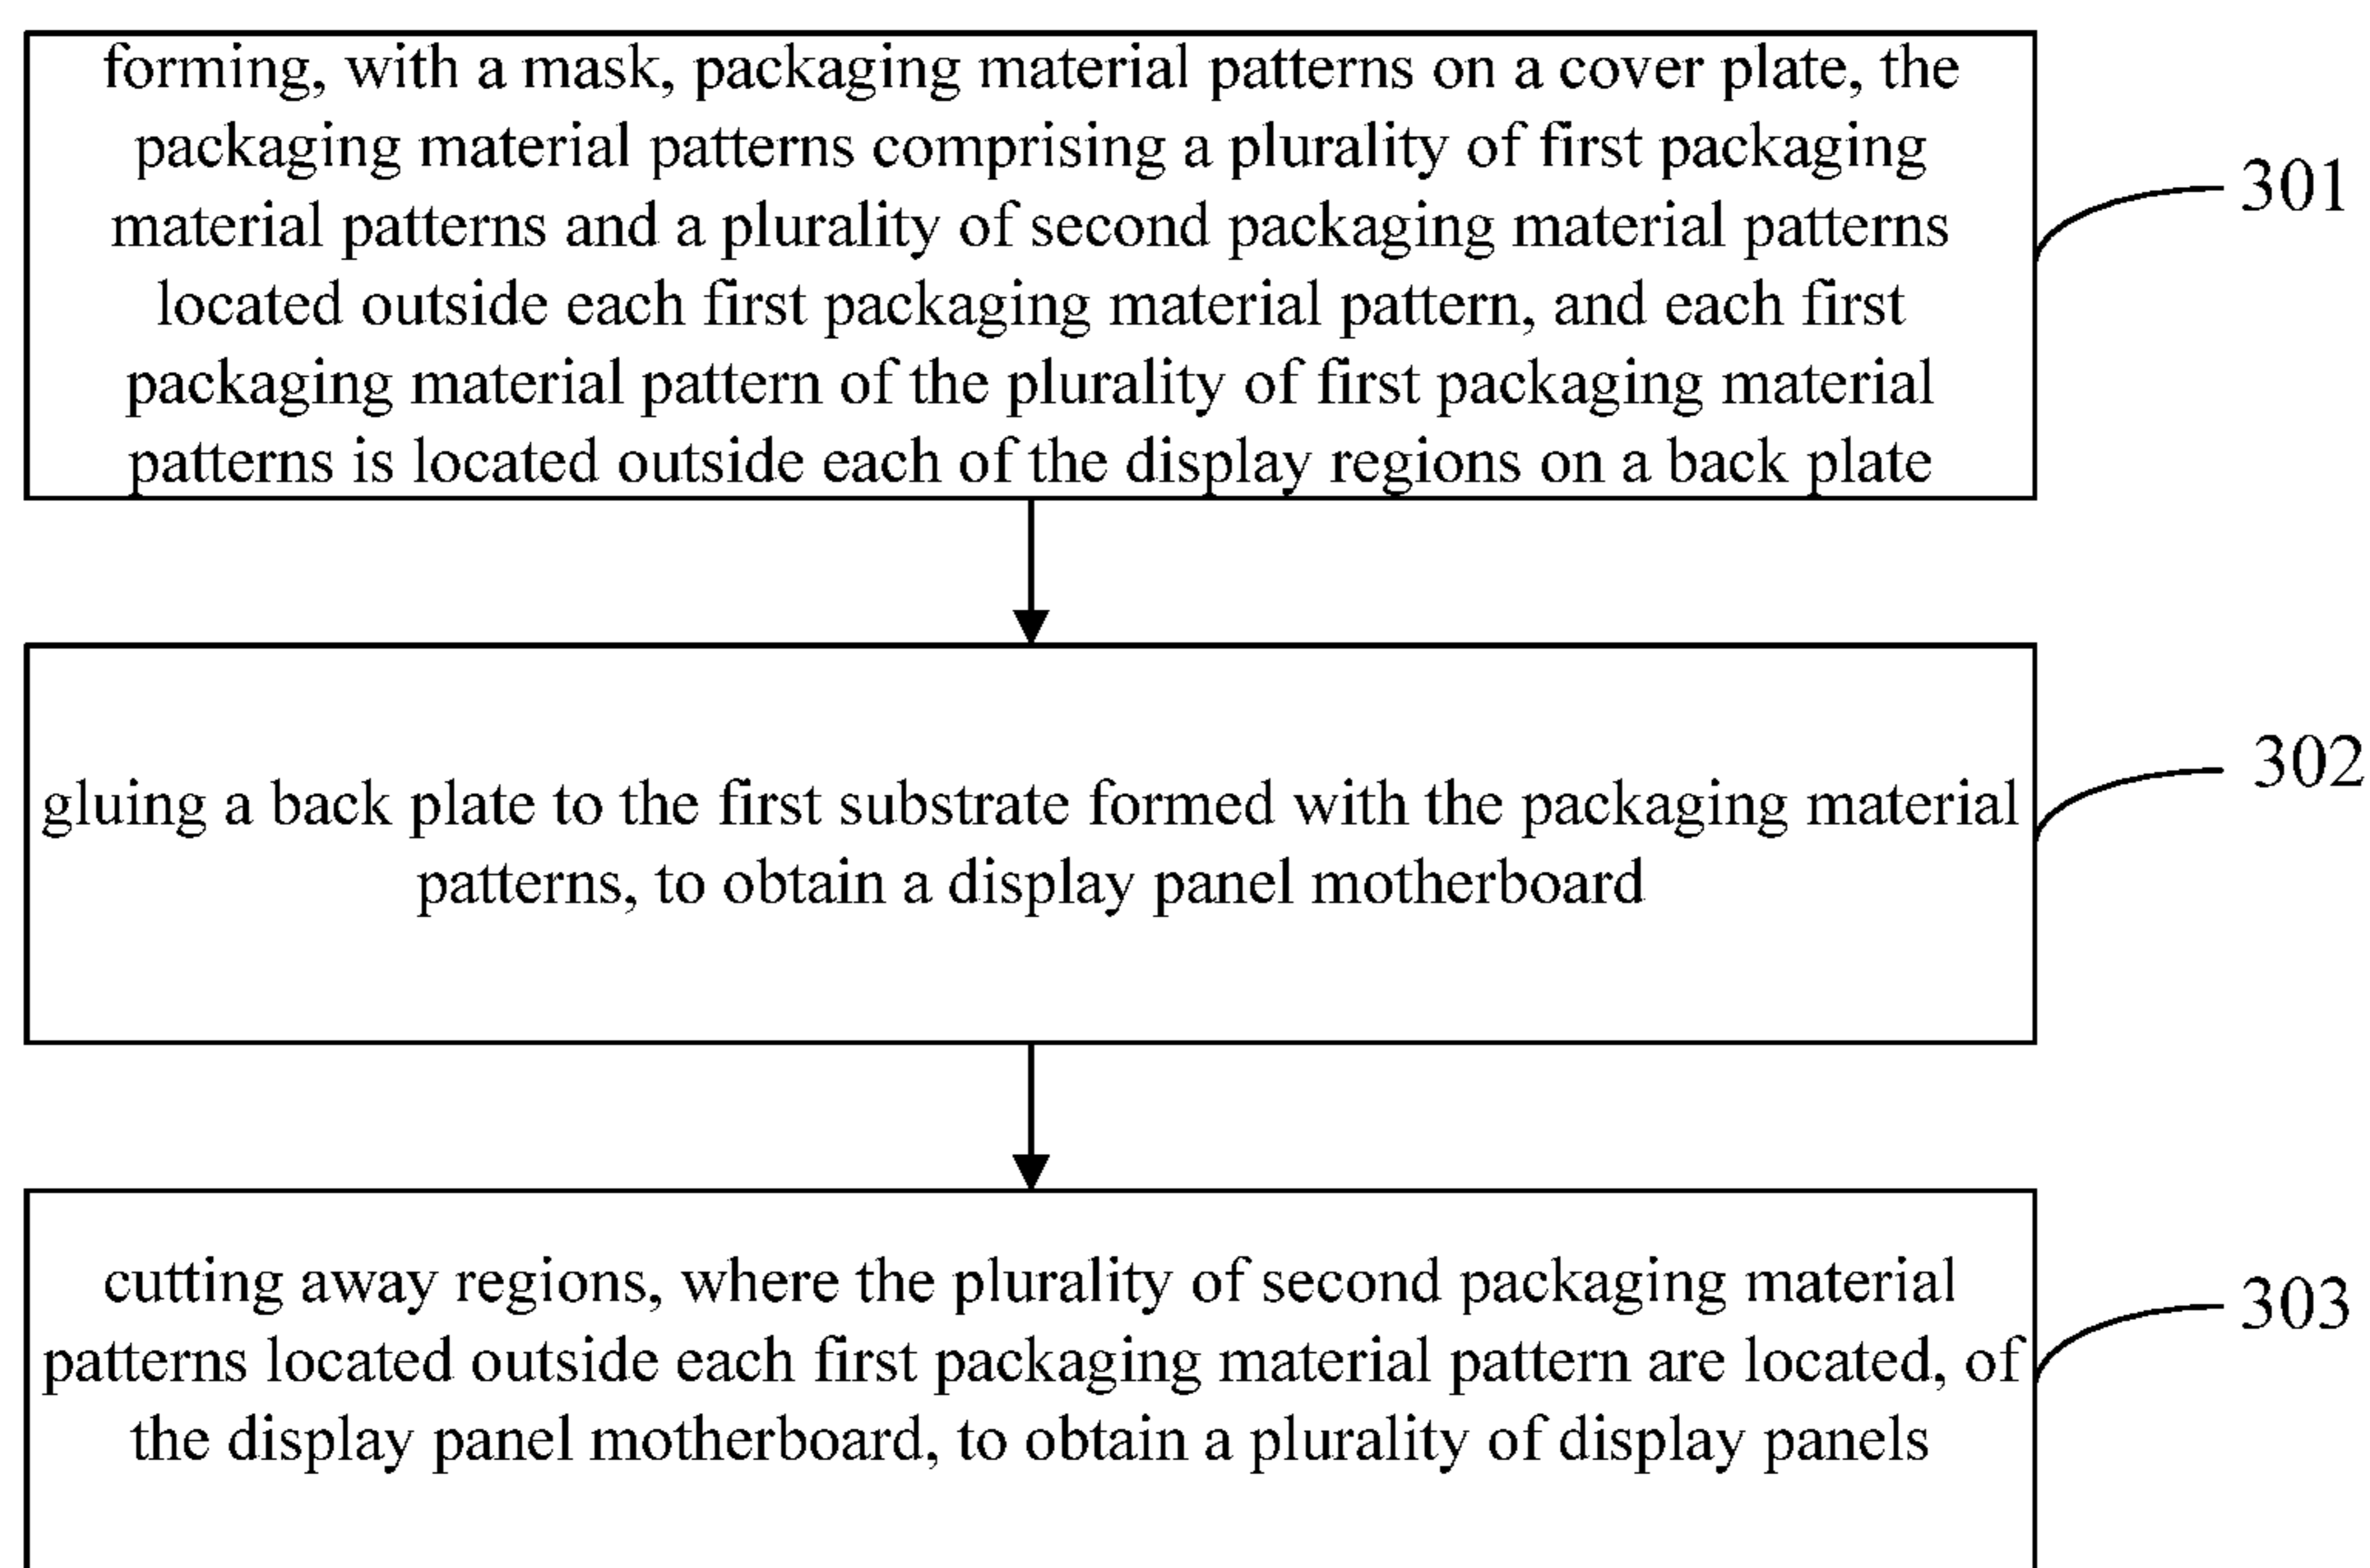 forming, with a mask, packaging material patterns on a cover plate, the
packaging material patterns comprising a plurality of first packaging
material patterns and a plurality of second packaging material patterns
located outside each first packaging material pattern, and each first
packaging material pattern of the plurality of first packaging material
patterns is located outside each of the display regions on a back plate
301
gluing a back plate to the first substrate formed with the packaging material
patterns, to obtain a display panel motherboard
302
cutting away regions, where the plurality of second packaging material
patterns located outside each first packaging material pattern are located, of
the display panel motherboard, to obtain a plurality of display panels
303